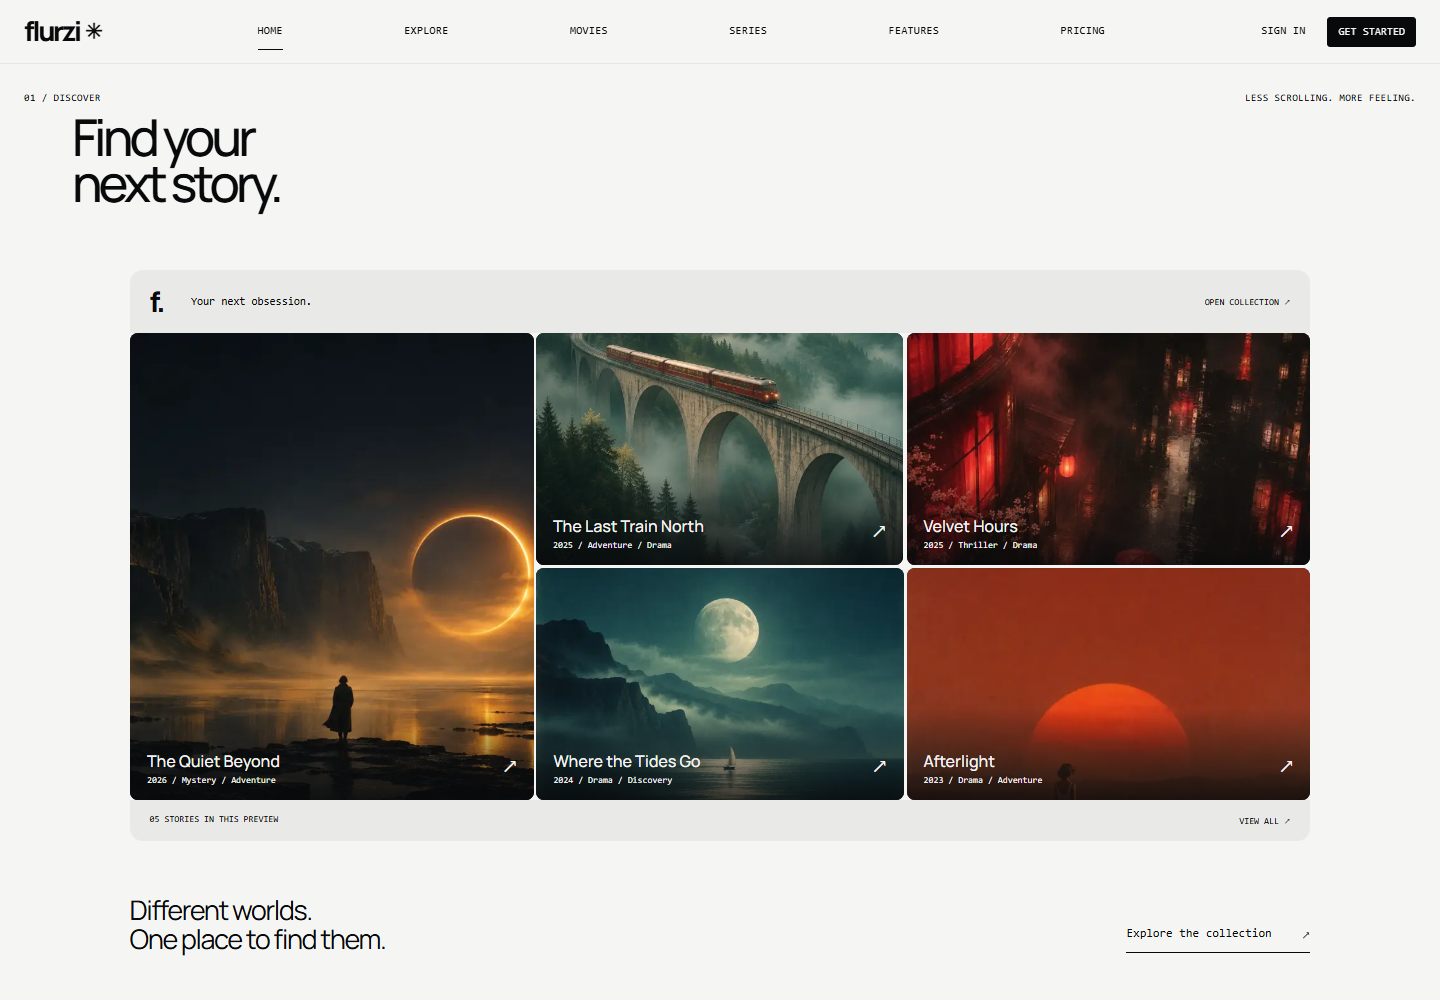 flurzi
HOME
EXPLORE
MOVIES
SERIES
FEATURES
PRICING
SIGN IN
GET STARTED
01 / DISCOVER
LESS SCROLLING. MORE FEELING.
Find your
next story.
f.
Your next obsession.
OPEN COLLECTION ↗
The Last Train North
2025 / Adventure / Drama
Velvet Hours
2025 / Thriller / Drama
The Quiet Beyond
2026 / Mystery / Adventure
Where the Tides Go
2024 / Drama / Discovery
Afterlight
2023 / Drama / Adventure
05 STORIES IN THIS PREVIEW
VIEW ALL ↗
Different worlds.
One place to find them.
Explore the collection ↗